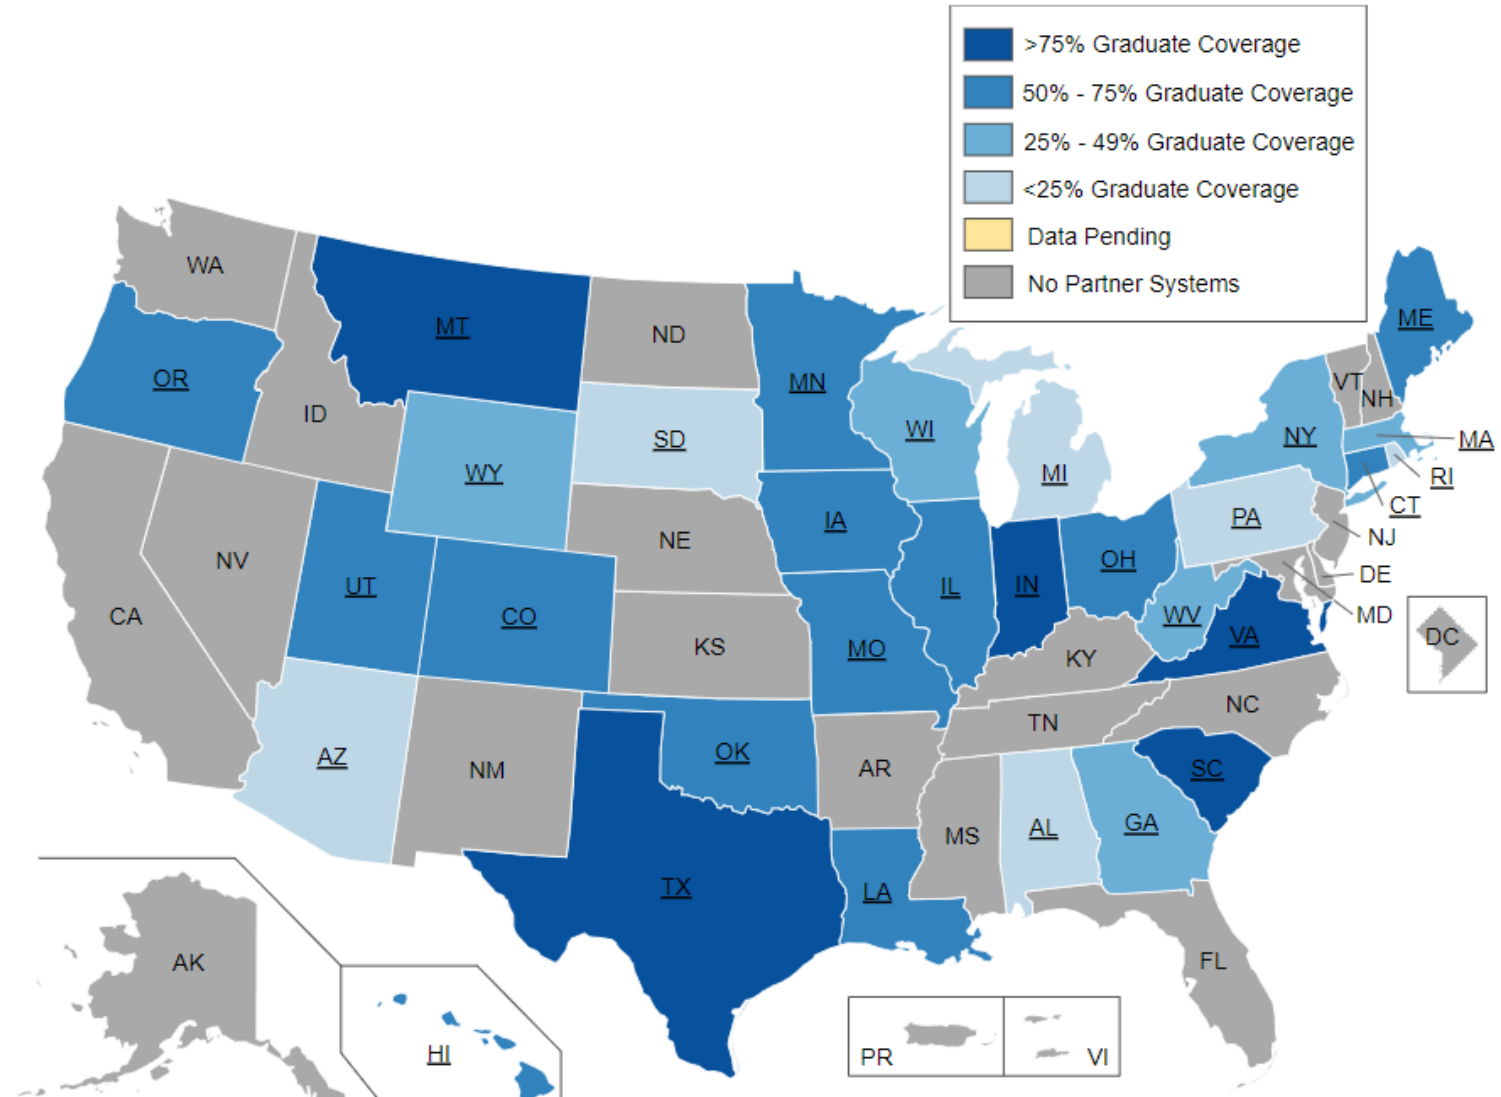 >75% Graduate Coverage
50% - 75% Graduate Coverage
25% - 49% Graduate Coverage
<25% Graduate Coverage
Data Pending
No Partner Systems
WA
MT
ND
MN
ME
OR
ID
WY
SD
WI
MI
NY
VT
NH
MA
RI
CT
PA
NJ
DE
MD
DC
CA
NV
UT
CO
NE
KS
IA
MO
IL
IN
OH
WV
VA
KY
NC
TN
AZ
NM
OK
AR
TX
LA
MS
AL
GA
SC
FL
AK
HI
PR
VI